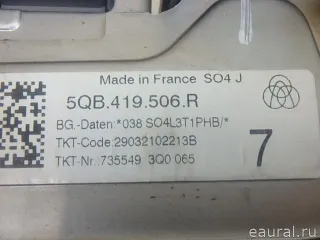 Made in France SO4 J
5QB.419.506.R
BG.-Daten:*038 SO4L3T1PHB/*
TKT-Code:29032102213B
TKT-Nr.:735549 3Q0 065
7
eaural.ru